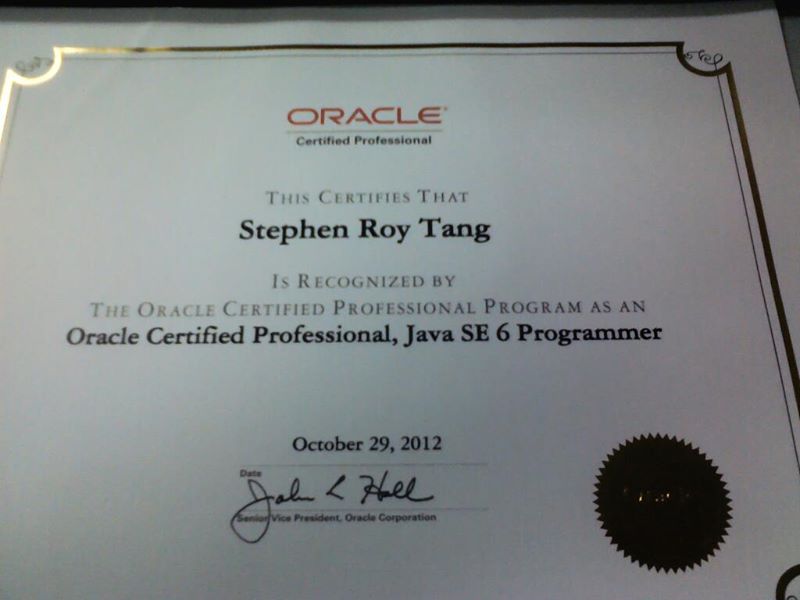 ORACLE
Certified Professional
THIS CERTIFIES THAT
Stephen Roy Tang
IS RECOGNIZED BY
THE ORACLE CERTIFIED PROFESSIONAL PROGRAM AS AN
Oracle Certified Professional, Java SE 6 Programmer
October 29, 2012
Date
John L Hall
Senior Vice President, Oracle Corporation